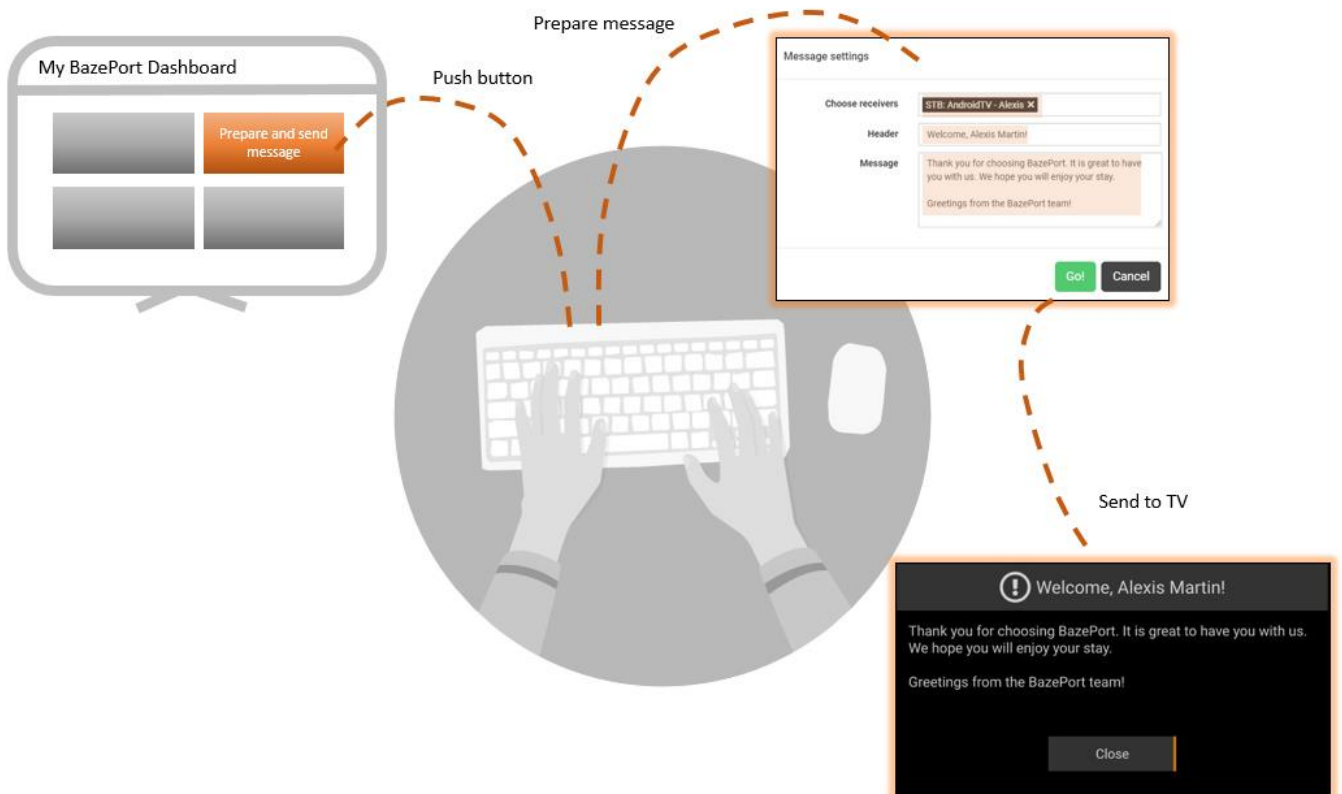 Prepare message
My BazePort Dashboard
Push button
Prepare and send
message
Message settings
Choose receivers
STB: AndroidTV - Alexis ✕
Header
Welcome, Alexis Martin!
Message
Thank you for choosing BazePort. It is great to have
you with us. We hope you will enjoy your stay.
Greetings from the BazePort team!
Go!
Cancel
Send to TV
Welcome, Alexis Martin!
Thank you for choosing BazePort. It is great to have you with us.
We hope you will enjoy your stay.
Greetings from the BazePort team!
Close